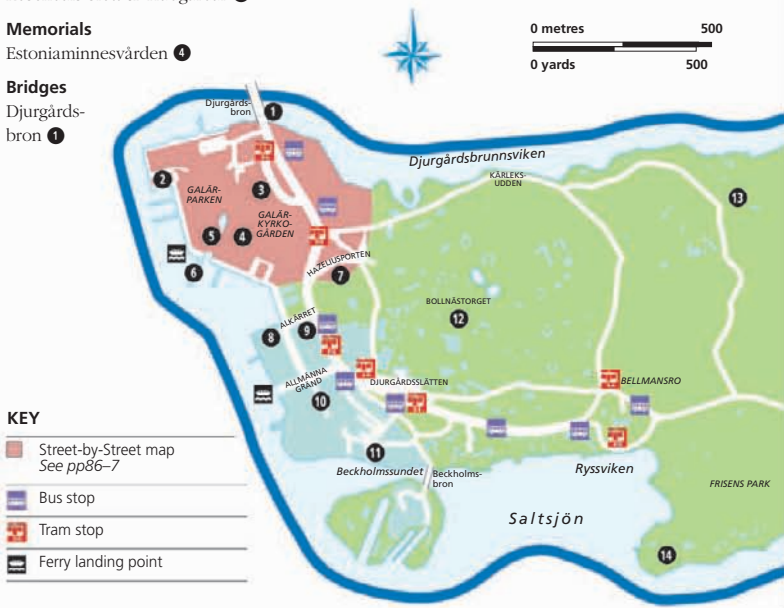 Memorials
Estoniaminnesvården 4
Bridges
Djurgårds-
bron 1
0 metres 500
0 yards 500
Djurgårds-
bron
1
Djurgårdsbrunnsviken
KÄRLEKS-
UDDEN
13
2
GALÄR-
PARKEN
3
GALÄR-
KYRKO-
GÅRDEN
5
4
6
HAZELIUSPORTEN
7
BOLLNÄSTORGET
12
ALKÄRRET
8
9
ALLMÄNNA
GRÄND
DJURGÅRDSSLÄTTEN
BELLMANSRO
10
11
Beckholmssundet
Beckholms-
bron
Ryssviken
FRISENS PARK
Saltsjön
14
KEY
Street-by-Street map
See pp86–7
Bus stop
Tram stop
Ferry landing point